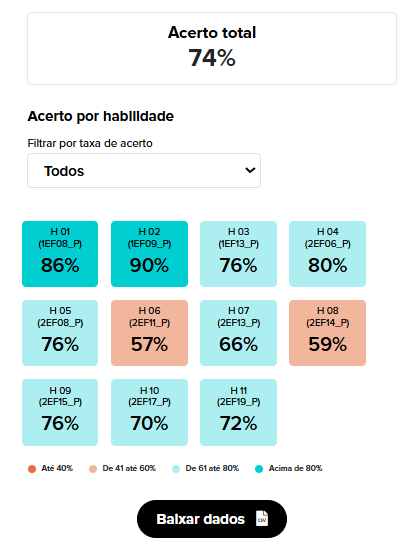 Acerto total
74%
Acerto por habilidade
Filtrar por taxa de acerto
Todos
H 01
(1EF08_P)
86%
H 02
(1EF09_P)
90%
H 03
(1EF13_P)
76%
H 04
(2EF06_P)
80%
H 05
(2EF08_P)
76%
H 06
(2EF11_P)
57%
H 07
(2EF13_P)
66%
H 08
(2EF14_P)
59%
H 09
(2EF15_P)
76%
H 10
(2EF17_P)
70%
H 11
(2EF19_P)
72%
Até 40% De 41 até 60% De 61 até 80% Acima de 80%
Baixar dados CSV